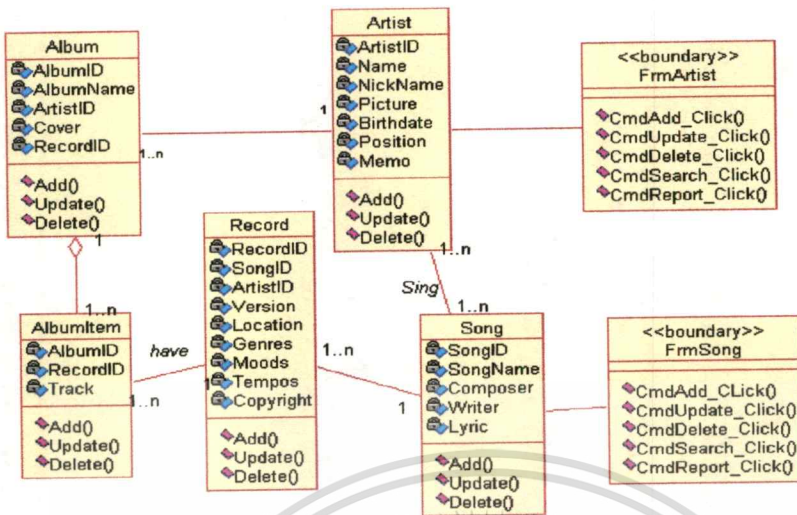 Album
AlbumID
AlbumName
ArtistID
Cover
RecordID
Add()
Update()
Delete()
1
1..n
Artist
ArtistID
Name
NickName
Picture
Birthdate
Position
Memo
Add()
Update()
Delete()
1
1..n
<<boundary>>
FrmArtist
CmdAdd_Click()
CmdUpdate_Click()
CmdDelete_Click()
CmdSearch_Click()
CmdReport_Click()
Sing
1..n
1..n
AlbumItem
AlbumID
RecordID
Track
Add()
Update()
Delete()
1..n
have
1
Record
RecordID
SongID
ArtistID
Version
Location
Genres
Moods
Tempos
Copyright
Add()
Update()
Delete()
1..n
1
Song
SongID
SongName
Composer
Writer
Lyric
Add()
Update()
Delete()
<<boundary>>
FrmSong
CmdAdd_CLick()
CmdUpdate_Click()
CmdDelete_Click()
CmdSearch_Click()
CmdReport_Click()